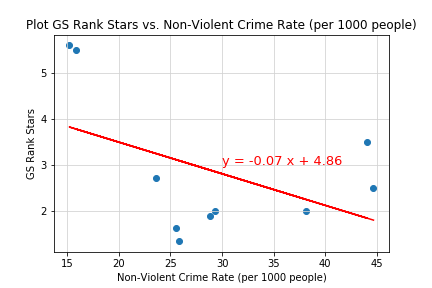 Plot GS Rank Stars vs. Non-Violent Crime Rate (per 1000 people)
GS Rank Stars
5
4
3
2
y = -0.07 x + 4.86
15 20 25 30 35 40 45
Non-Violent Crime Rate (per 1000 people)